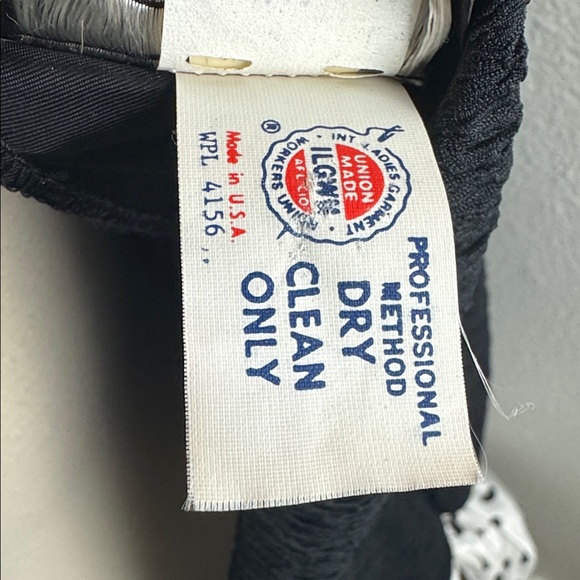 PROFESSIONAL
METHOD
DRY
CLEAN
ONLY
INT. LADIES GARMENT
WORKERS UNION
UNION
MADE
ILGWU
AFL-CIO
®
Made in U.S.A.
WPL 4156